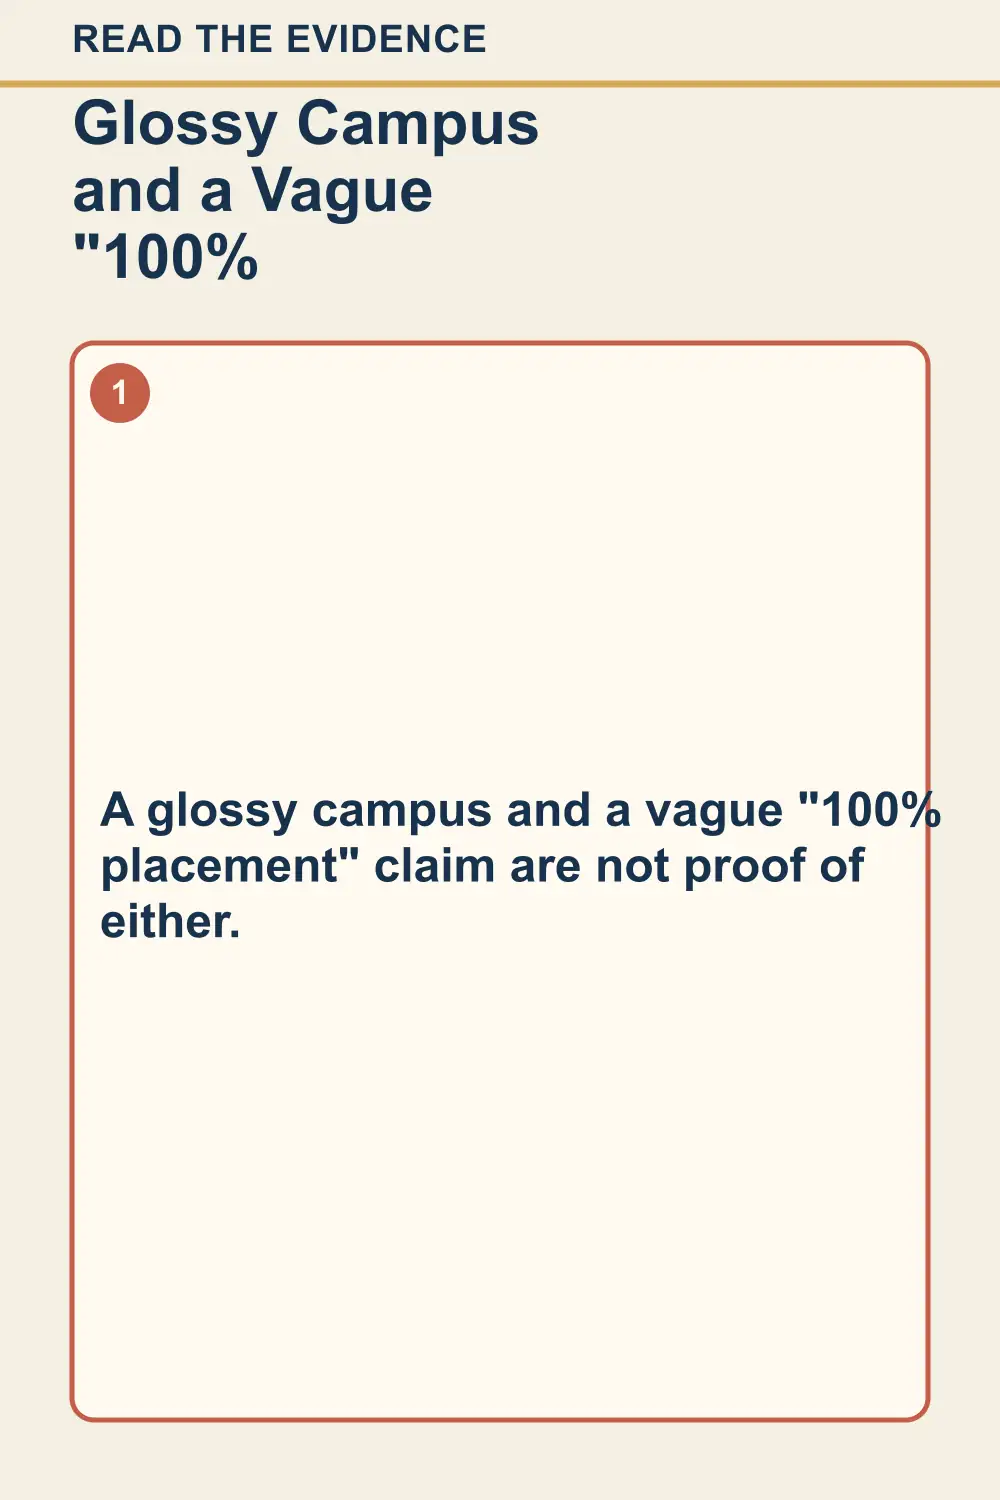 READ THE EVIDENCE
Glossy Campus
and a Vague
"100%
1
A glossy campus and a vague "100%
placement" claim are not proof of
either.